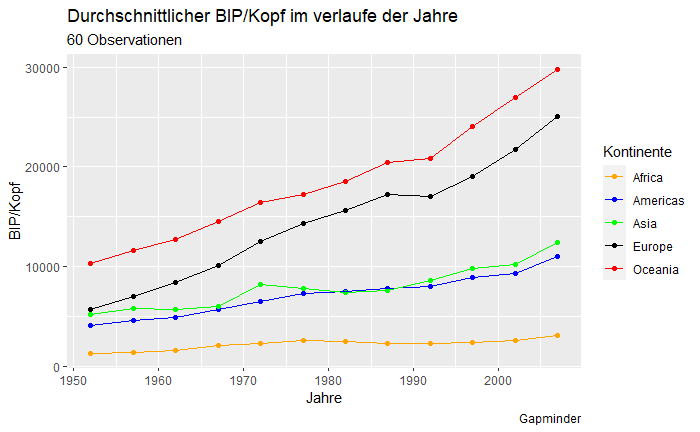 Durchschnittlicher BIP/Kopf im verlaufe der Jahre
60 Observationen
BIP/Kopf
30000
20000
10000
0
1950
1960
1970
1980
1990
2000
Jahre
Kontinente
Africa
Americas
Asia
Europe
Oceania
Gapminder